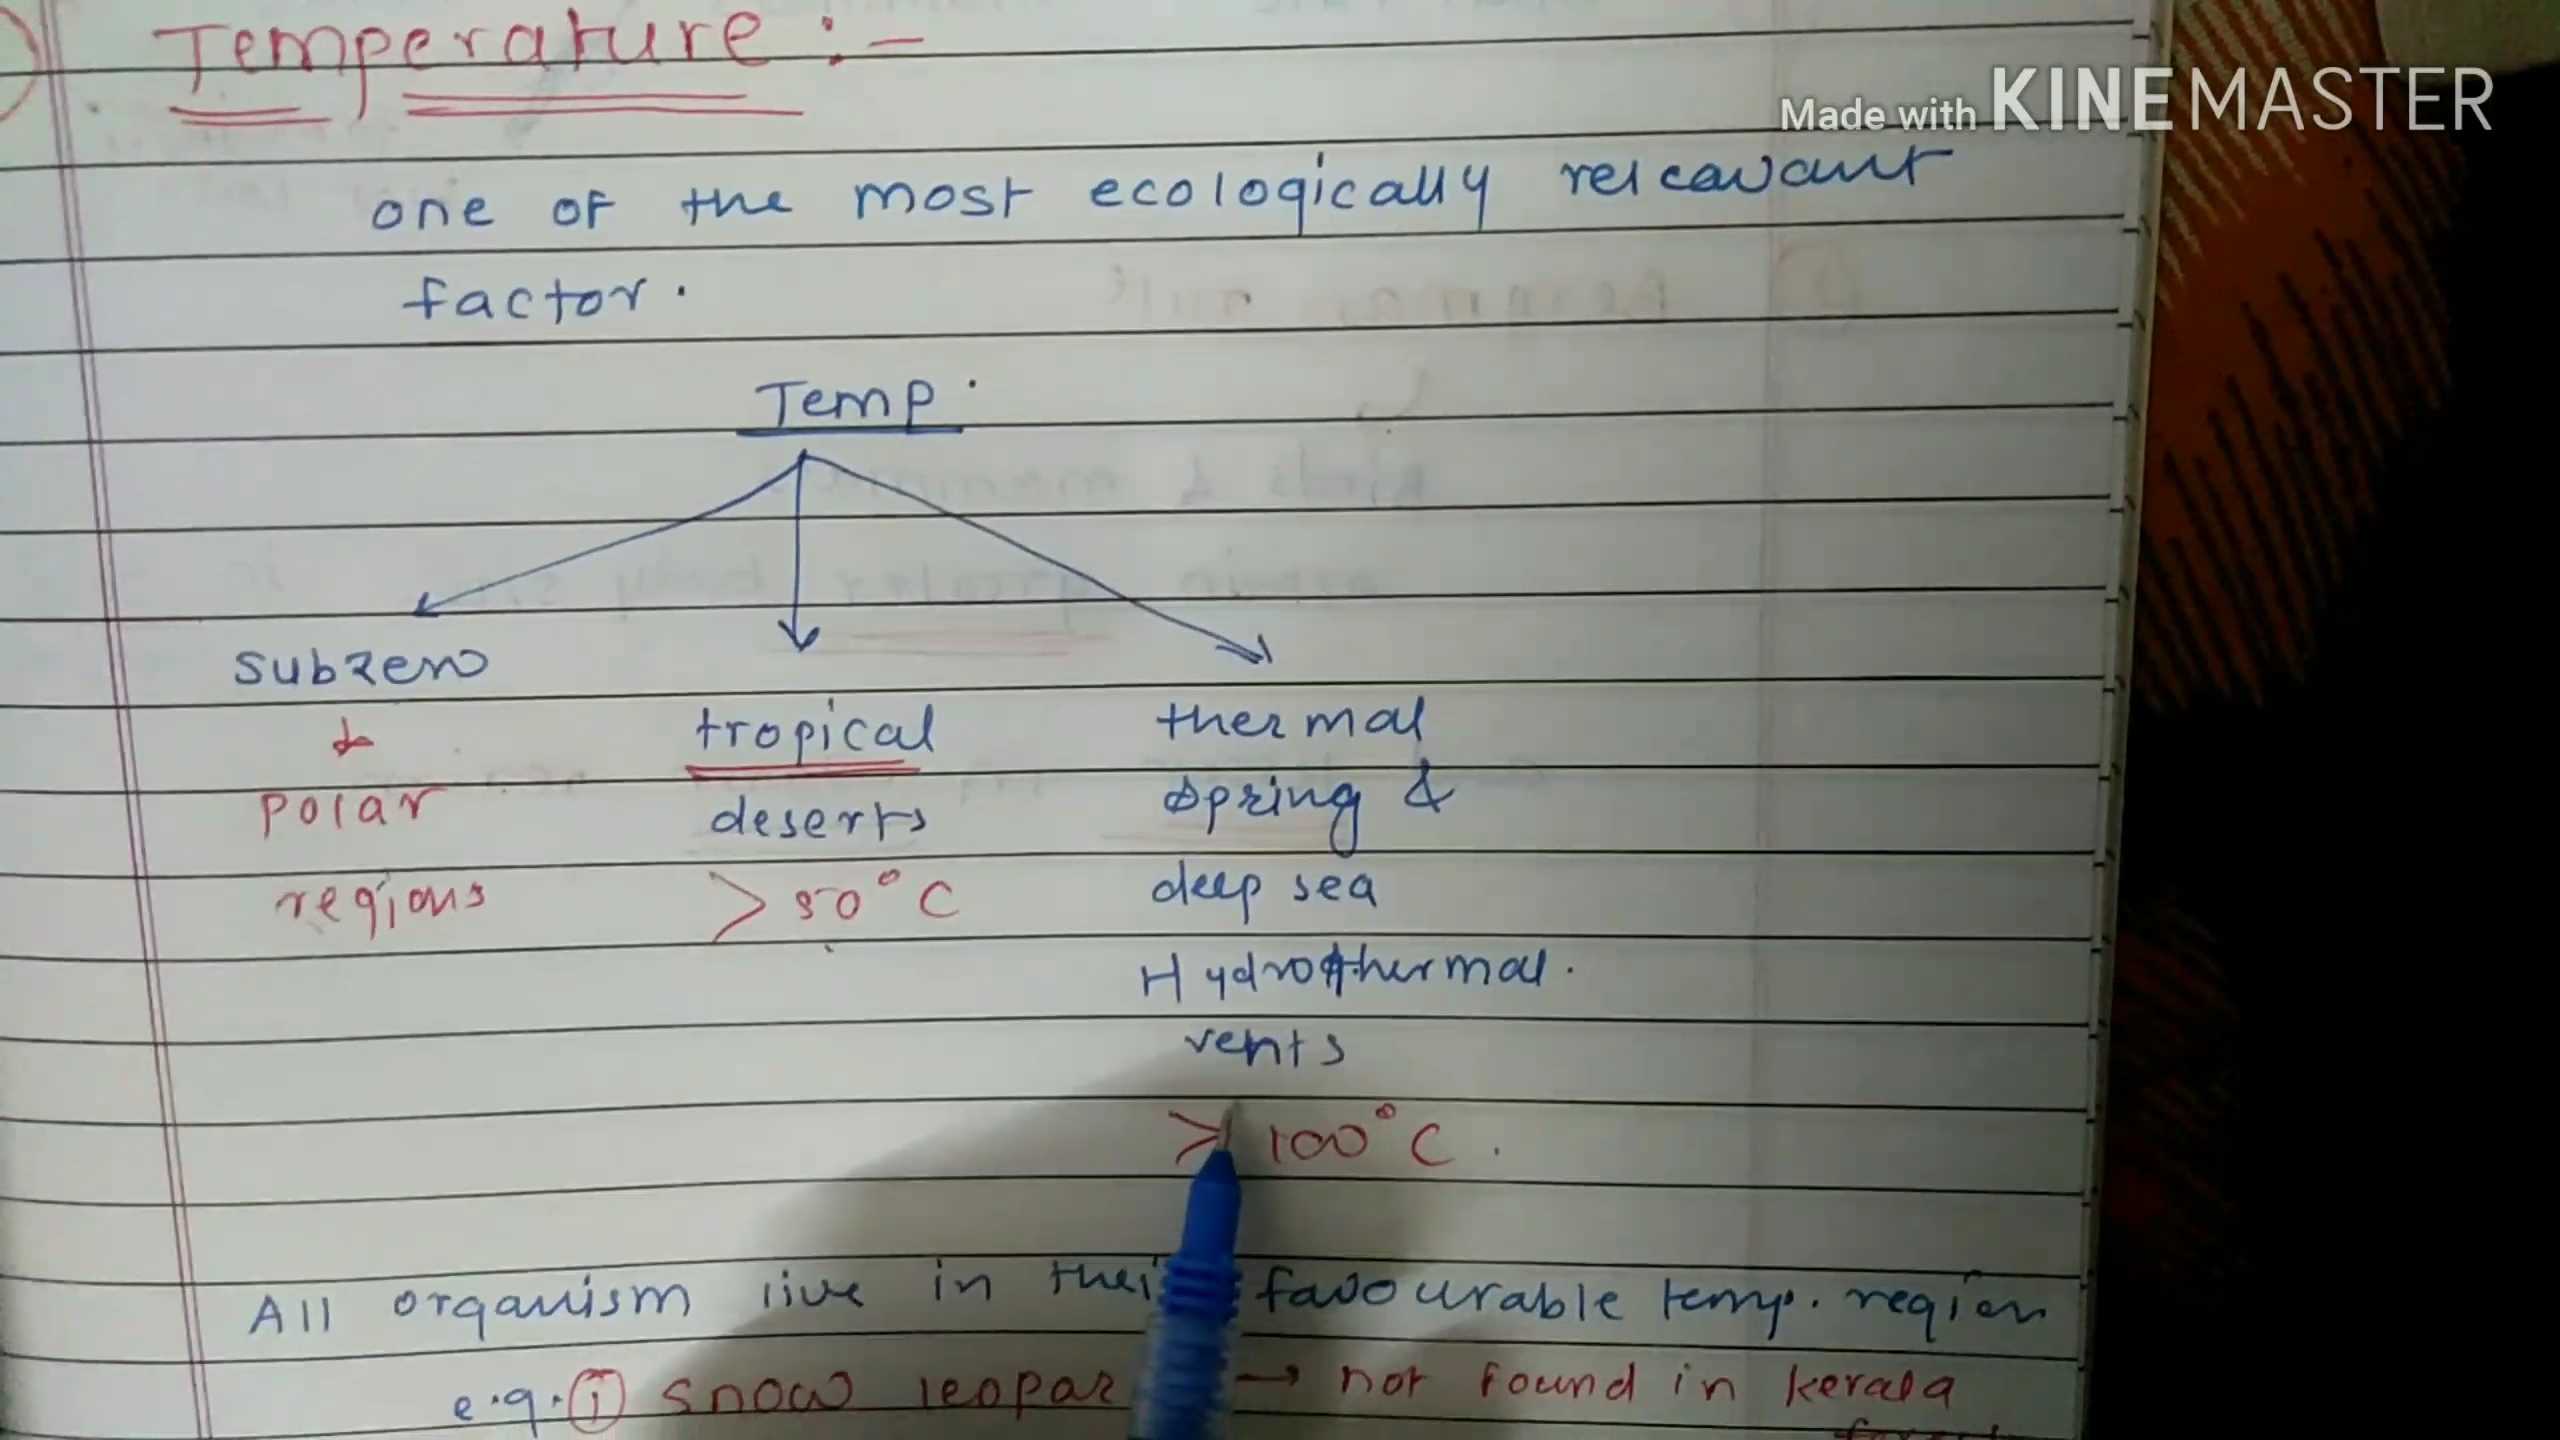 Temperature :-
Made with KINEMASTER
one of the most ecologically relcavant
factor.
Temp.
subzero
polar
regions
tropical
deserts
> 50°C
thermal
spring &
deep sea
Hydrothermal.
vents
> 100°C.
All organism live in their favourable temp. region
e.g. (i) snow leopar → not found in kerala